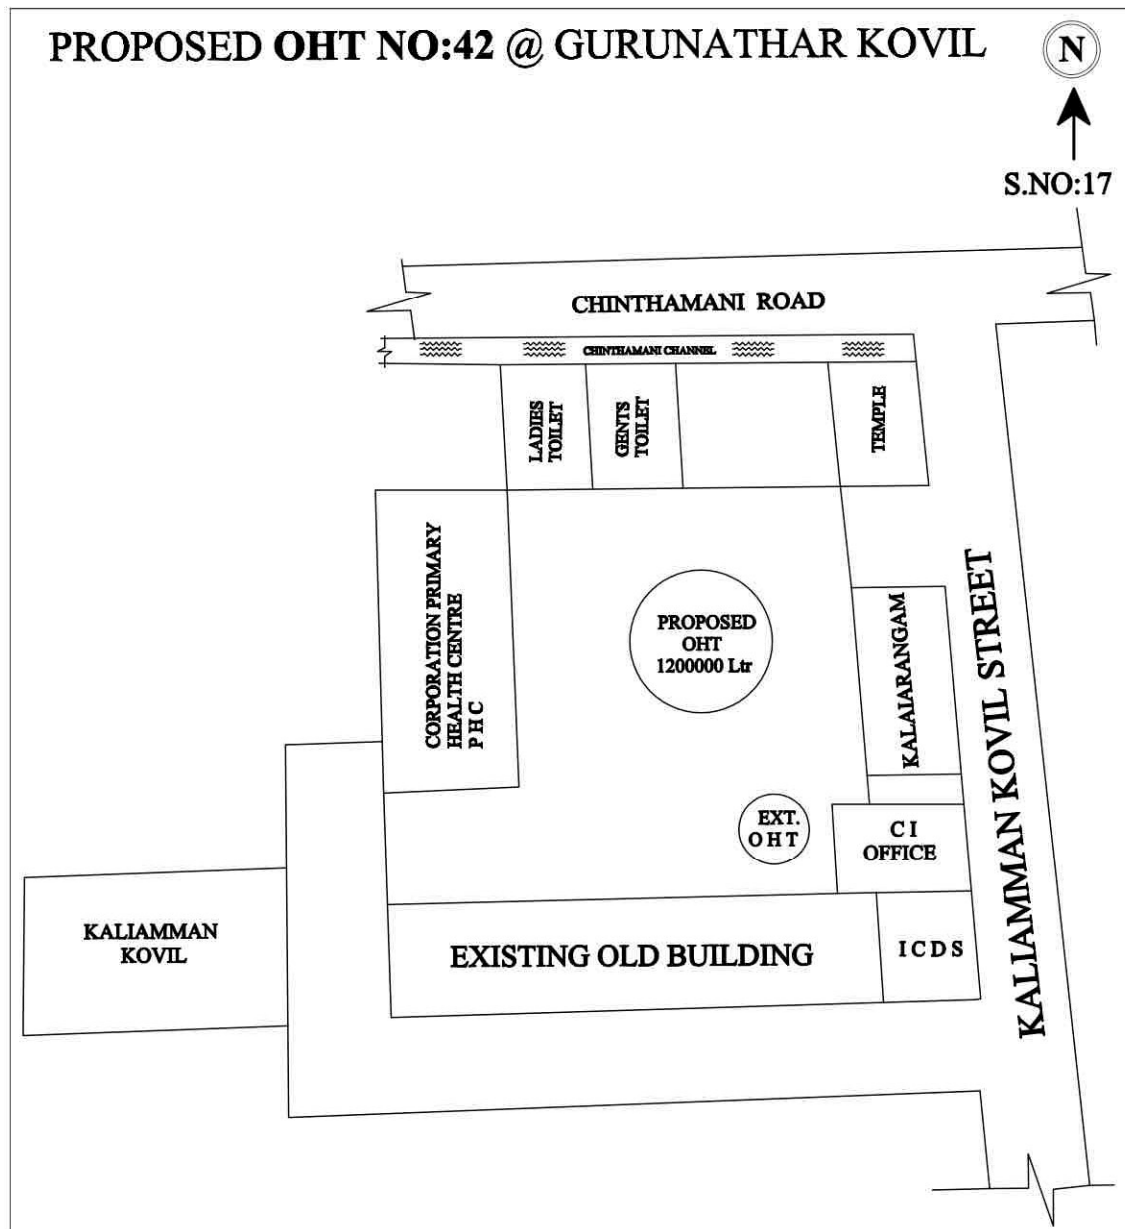 PROPOSED OHT NO:42 @ GURUNATHAR KOVIL
N
S.NO:17
CHINTHAMANI ROAD
CHINTHAMANI CHANNEL
LADIES
TOILET
GENTS
TOILET
TEMPLE
CORPORATION PRIMARY
HEALTH CENTRE
P H C
PROPOSED
OHT
1200000 Ltr
KALAIARANGAM
KALIAMMAN KOVIL STREET
EXT.
O H T
C I
OFFICE
KALIAMMAN
KOVIL
EXISTING OLD BUILDING
I C D S